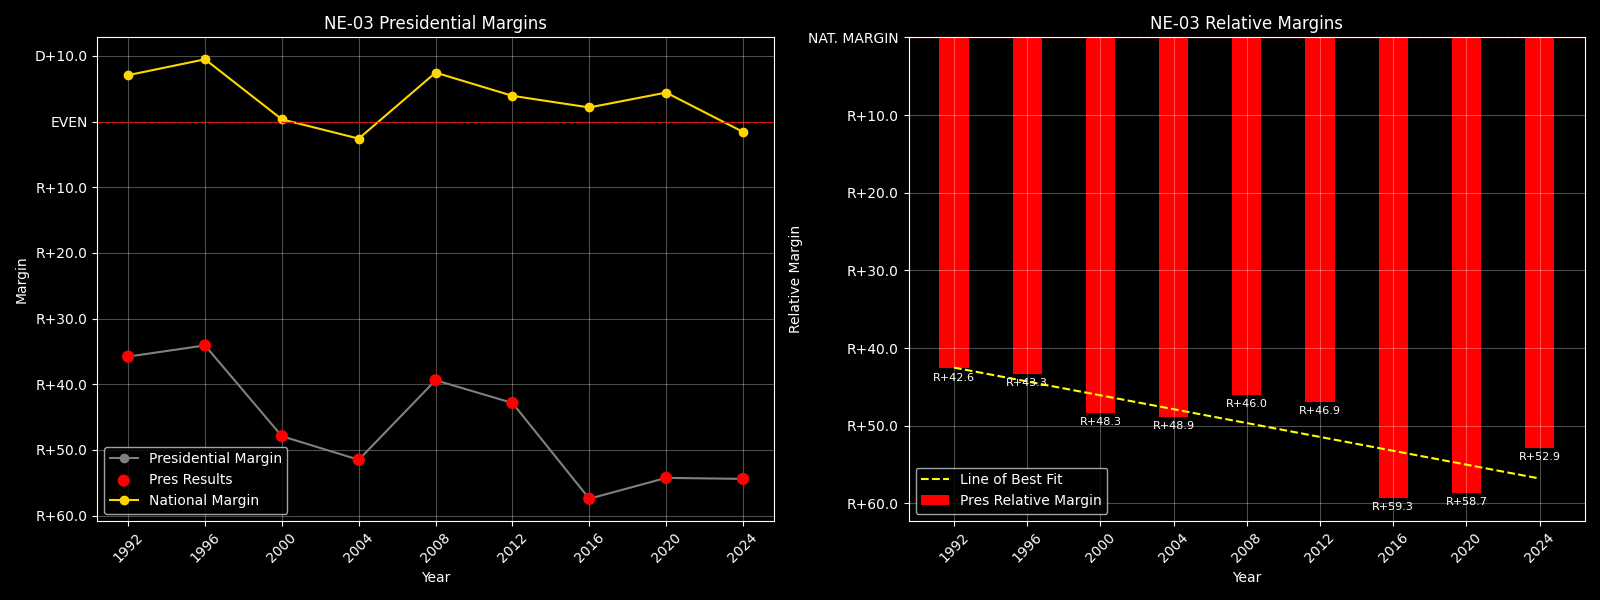 NE-03 Presidential Margins
D+10.0
EVEN
R+10.0
R+20.0
R+30.0
R+40.0
R+50.0
R+60.0
Margin
Presidential Margin
Pres Results
National Margin
1992
1996
2000
2004
2008
2012
2016
2020
2024
Year
NE-03 Relative Margins
NAT. MARGIN
R+10.0
R+20.0
R+30.0
R+40.0
R+50.0
R+60.0
Relative Margin
R+42.6
R+43.3
R+48.3
R+48.9
R+46.0
R+46.9
R+59.3
R+58.7
R+52.9
Line of Best Fit
Pres Relative Margin
1992
1996
2000
2004
2008
2012
2016
2020
2024
Year